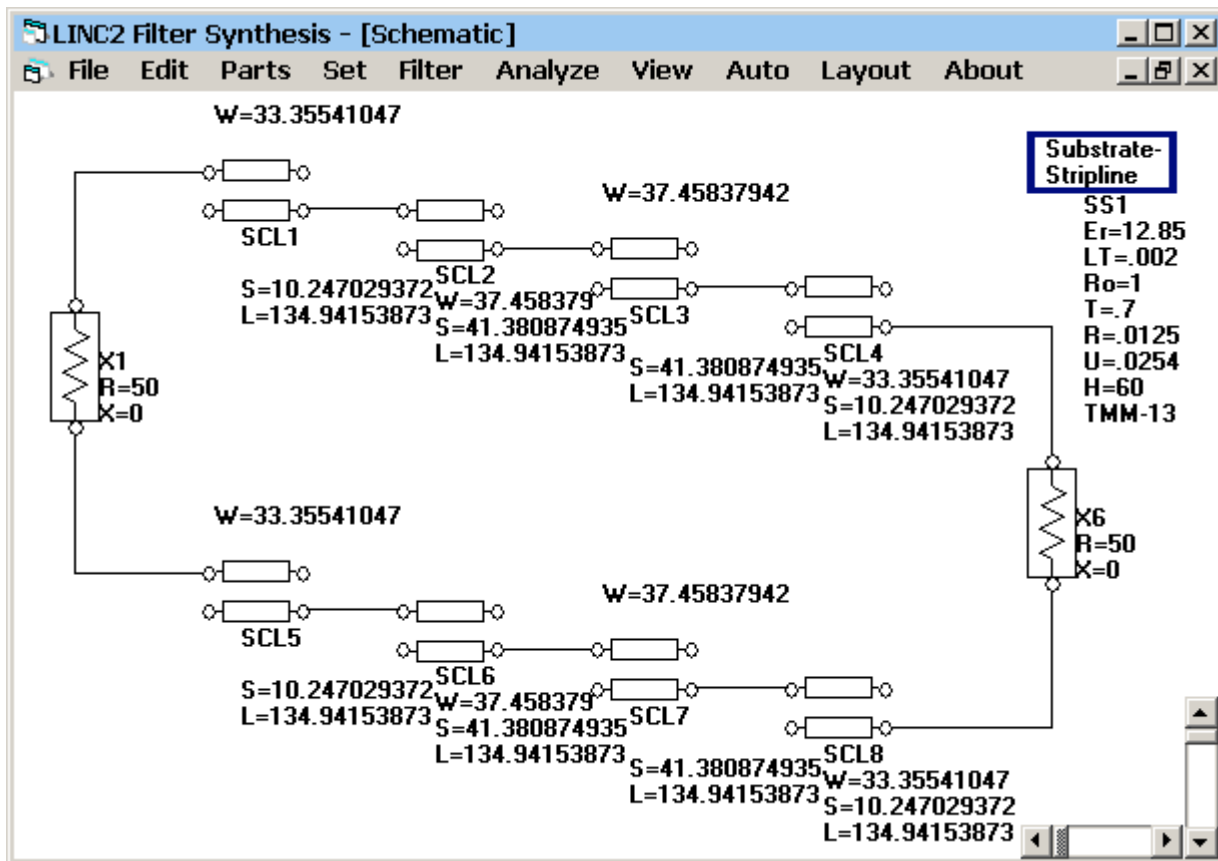 LINC2 Filter Synthesis - [Schematic]
File Edit Parts Set Filter Analyze View Auto Layout About
W=33.35541047
SCL1
S=10.247029372
L=134.94153873
SCL2
W=37.458379
S=41.380874935
L=134.94153873
W=37.45837942
SCL3
S=41.380874935
L=134.94153873
SCL4
W=33.35541047
S=10.247029372
L=134.94153873
Substrate-
Stripline
SS1
Er=12.85
LT=.002
Ro=1
T=.7
R=.0125
U=.0254
H=60
TMM-13
X1
R=50
X=0
X6
R=50
X=0
W=33.35541047
SCL5
S=10.247029372
L=134.94153873
SCL6
W=37.458379
S=41.380874935
L=134.94153873
W=37.45837942
SCL7
S=41.380874935
L=134.94153873
SCL8
W=33.35541047
S=10.247029372
L=134.94153873